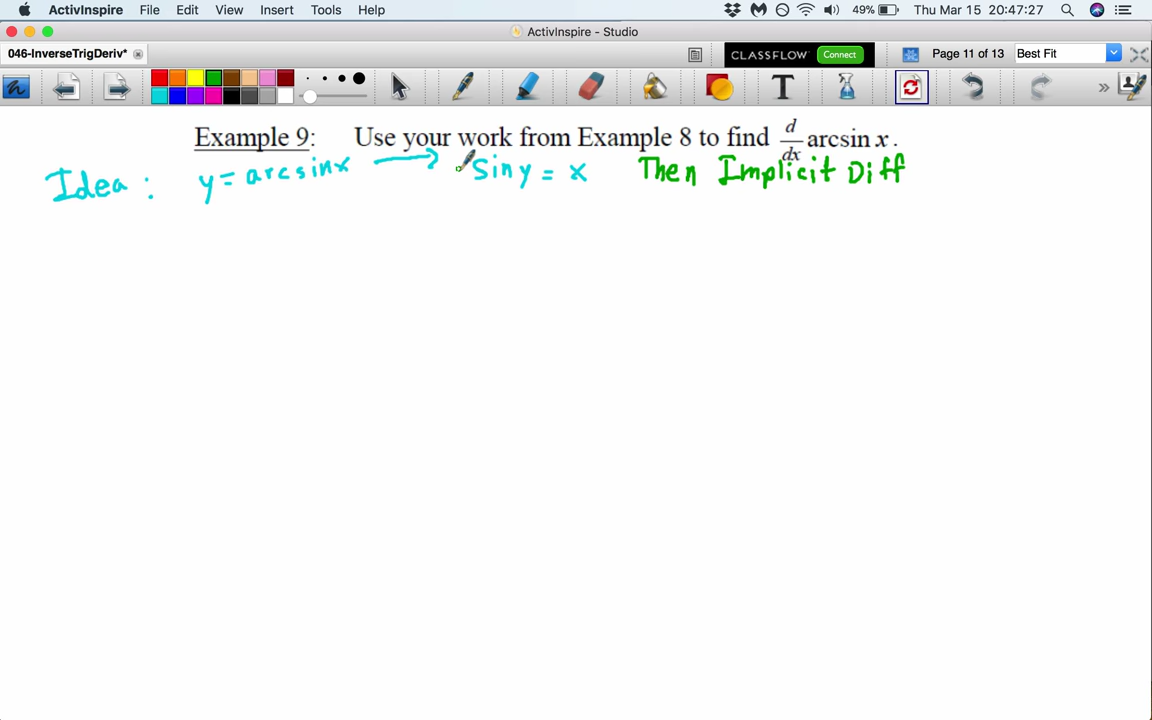 ActivInspire File Edit View Insert Tools Help 49% Thu Mar 15 20:47:27
ActivInspire - Studio
046-InverseTrigDeriv* CLASSFLOW Connect Page 11 of 13 Best Fit
Example 9: Use your work from Example 8 to find d/dx arcsin x.
Idea: y = arcsinx → Siny = x Then Implicit Diff